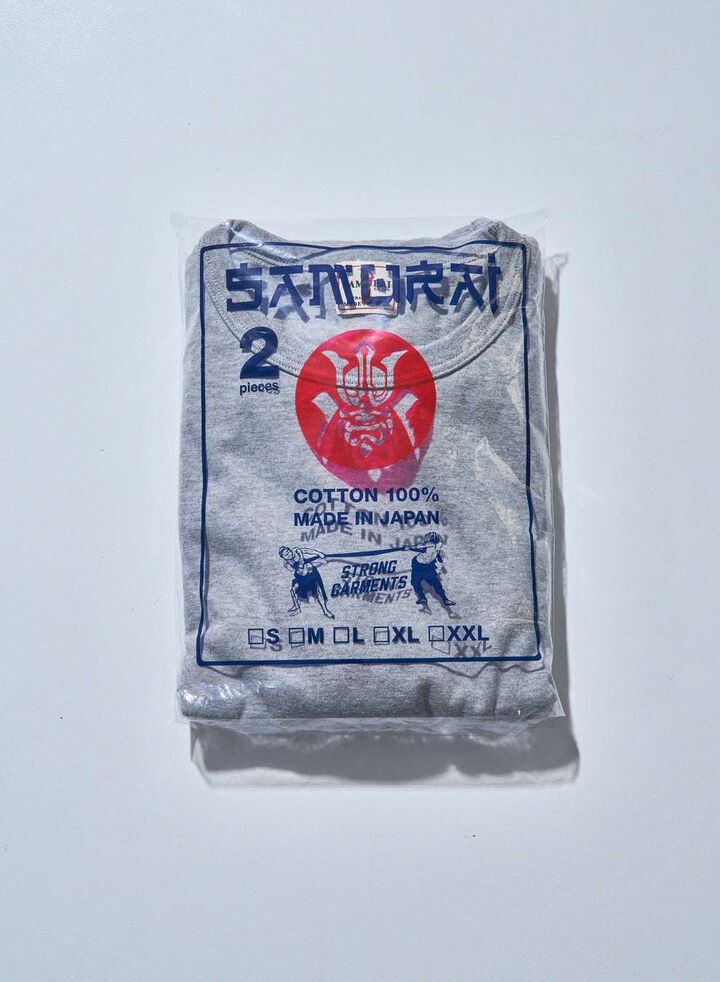 SAMURAI
2
pieces
COTTON 100%
MADE IN JAPAN
STRONG
GARMENTS
S M L XL XXL